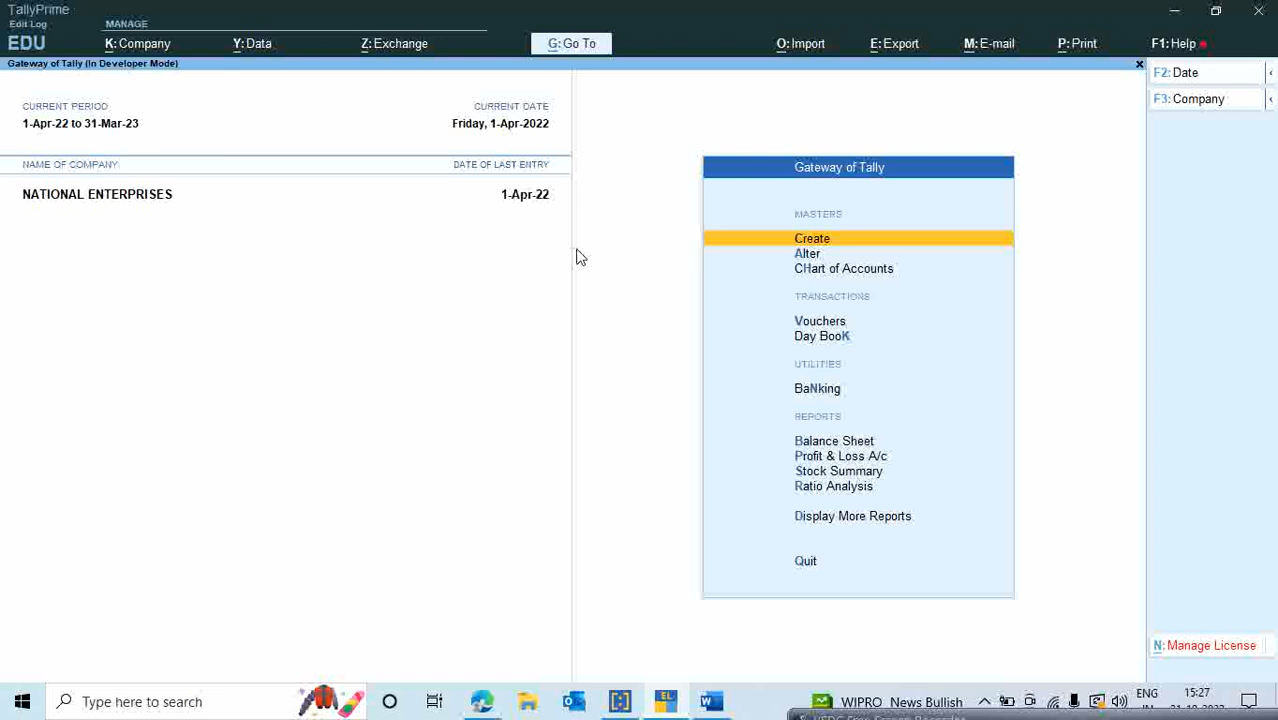 TallyPrime
Edit Log
EDU
MANAGE
K: Company
Y: Data
Z: Exchange
G: Go To
O: Import
E: Export
M: E-mail
P: Print
F1: Help
Gateway of Tally (In Developer Mode)
×
F2: Date
F3: Company
CURRENT PERIOD
CURRENT DATE
1-Apr-22 to 31-Mar-23
Friday, 1-Apr-2022
NAME OF COMPANY
DATE OF LAST ENTRY
NATIONAL ENTERPRISES
1-Apr-22
Gateway of Tally
MASTERS
Create
Alter
CHart of Accounts
TRANSACTIONS
Vouchers
Day BooK
UTILITIES
BaNking
REPORTS
Balance Sheet
Profit & Loss A/c
Stock Summary
Ratio Analysis
Display More Reports
Quit
N: Manage License
Type here to search
EL
W
WIPRO News Bullish
ENG
15:27
IN